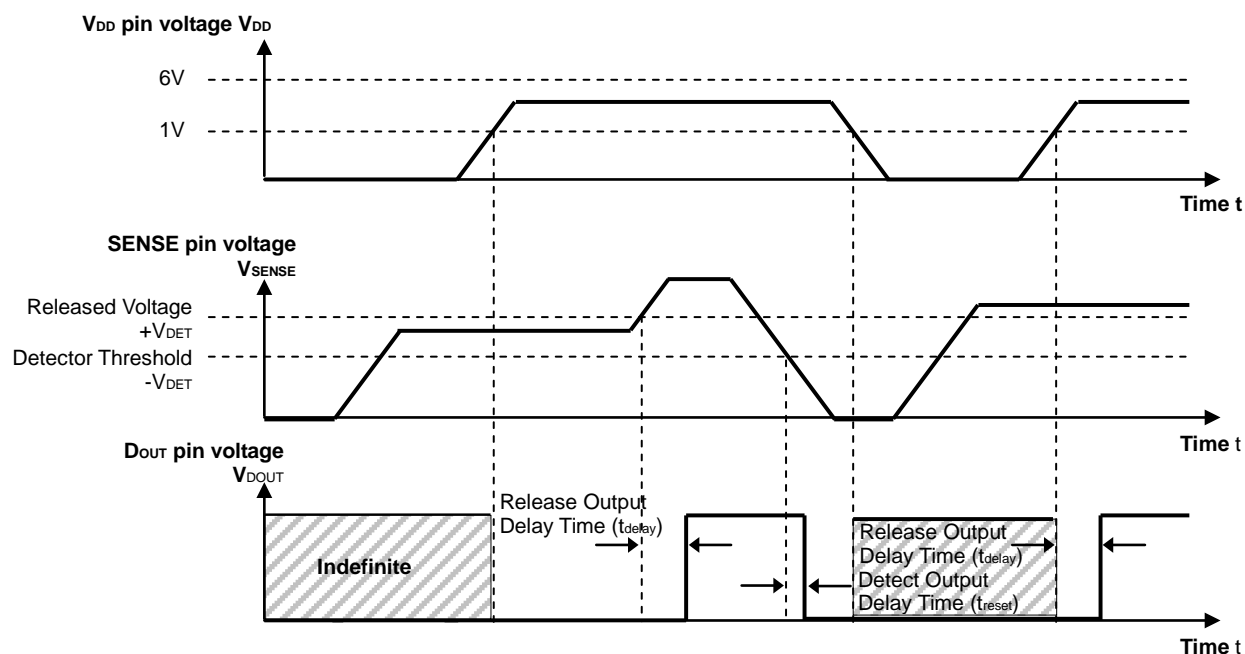 VDD pin voltage VDD
6V
1V
Time t
SENSE pin voltage
VSENSE
Released Voltage
+VDET
Detector Threshold
-VDET
Time t
DOUT pin voltage
VDOUT
Release Output
Delay Time (tdelay)
Indefinite
Release Output
Delay Time (tdelay)
Detect Output
Delay Time (treset)
Time t